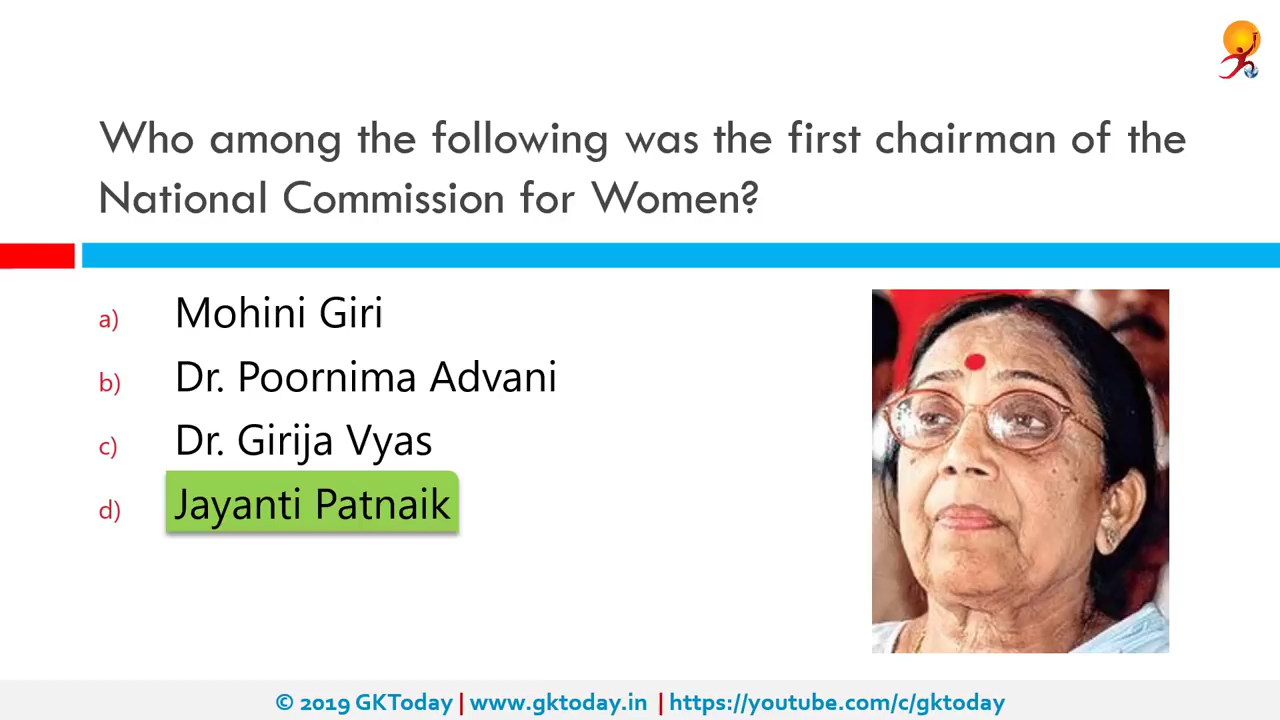 Who among the following was the first chairman of the
National Commission for Women?
a) Mohini Giri
b) Dr. Poornima Advani
c) Dr. Girija Vyas
d) Jayanti Patnaik
© 2019 GKToday | www.gktoday.in | https://youtube.com/c/gktoday